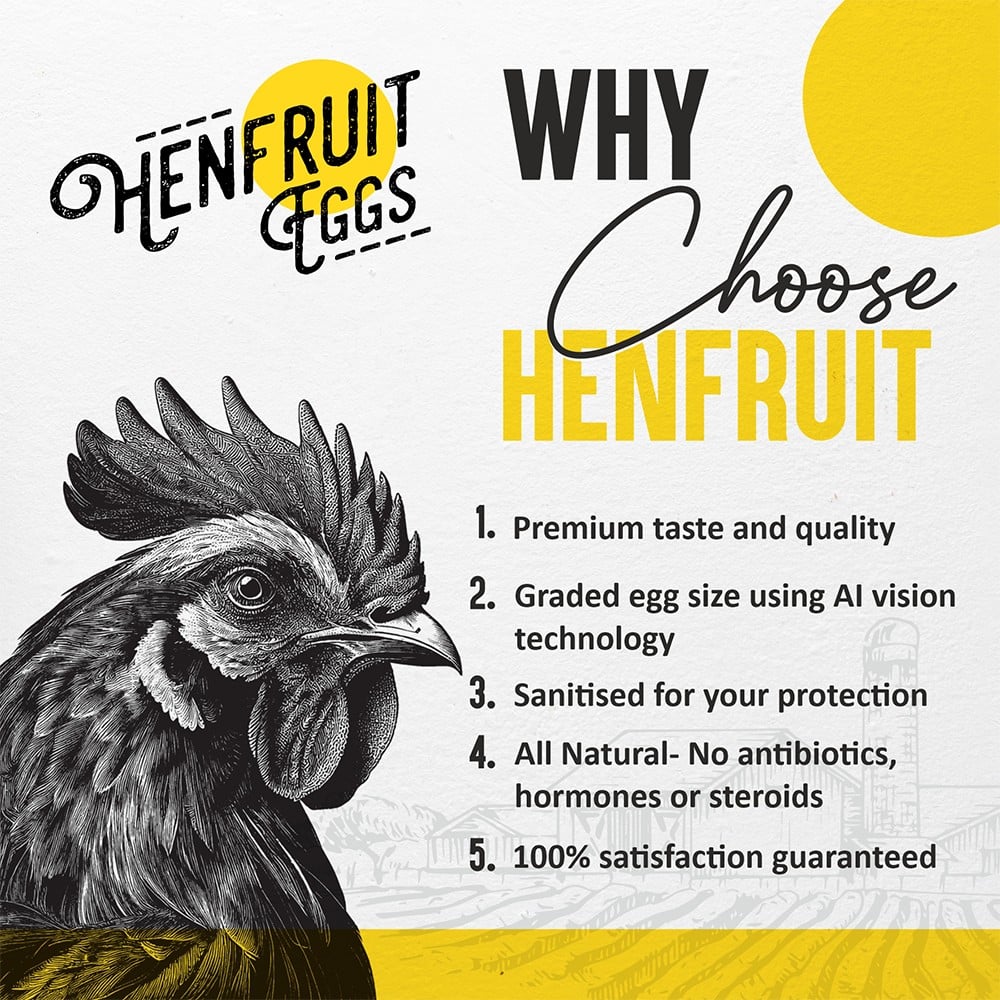 HENFRUIT
EGGS
WHY
Choose
HENFRUIT
1. Premium taste and quality
2. Graded egg size using AI vision
technology
3. Sanitised for your protection
4. All Natural- No antibiotics,
hormones or steroids
5. 100% satisfaction guaranteed